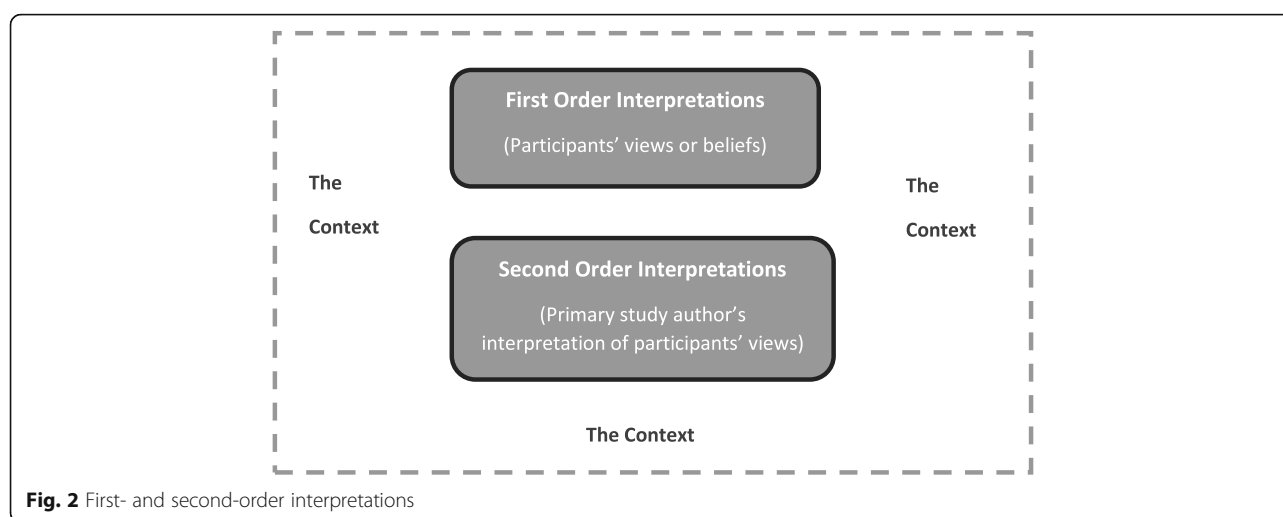 First Order Interpretations
(Participants' views or beliefs)
The
Context
The
Context
Second Order Interpretations
(Primary study author's
interpretation of participants' views)
The Context
Fig. 2 First- and second-order interpretations